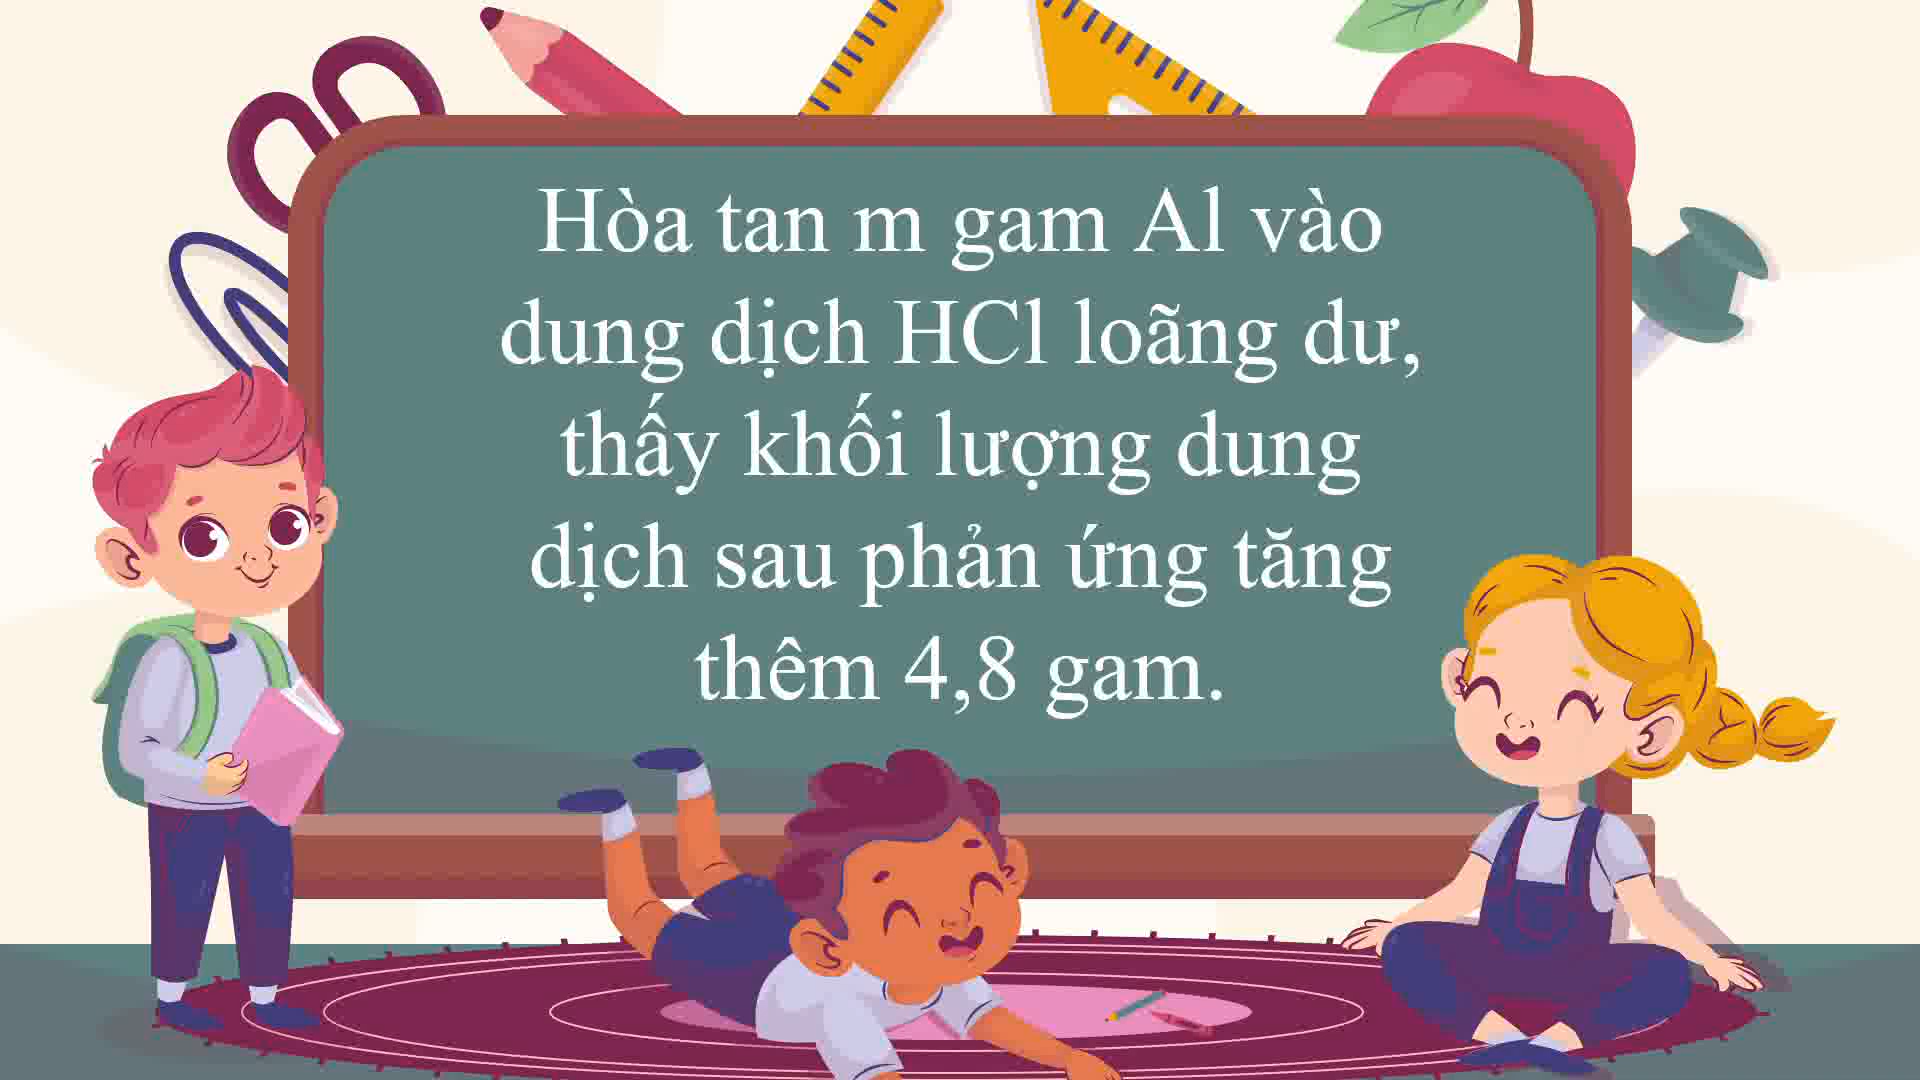 Hòa tan m gam Al vào
dung dịch HCl loãng dư,
thấy khối lượng dung
dịch sau phản ứng tăng
thêm 4,8 gam.